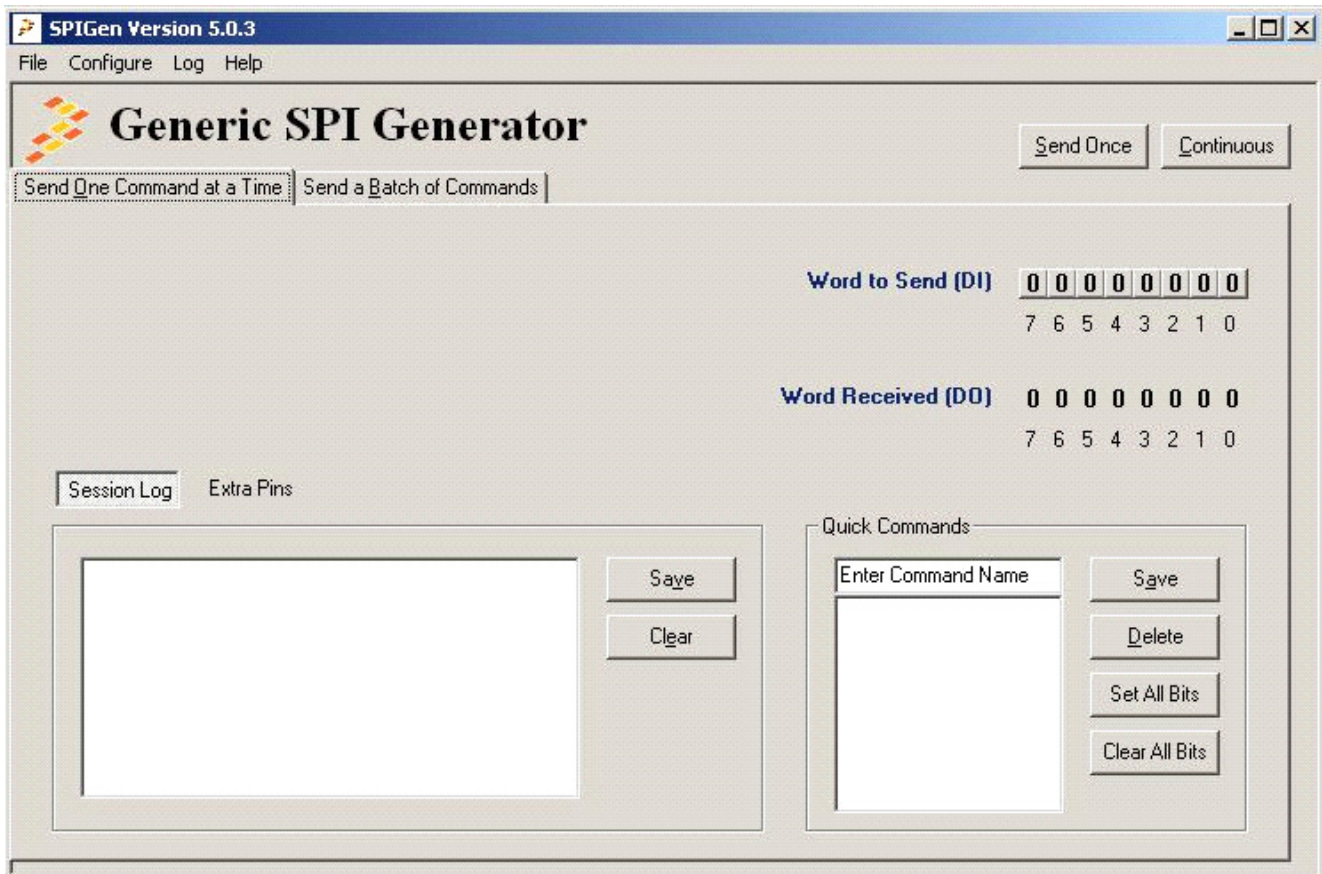 SPIGen Version 5.0.3
File Configure Log Help
Generic SPI Generator
Send Once Continuous
Send One Command at a Time Send a Batch of Commands
Word to Send (DI) 0 0 0 0 0 0 0 0
7 6 5 4 3 2 1 0
Word Received (DO) 0 0 0 0 0 0 0 0
7 6 5 4 3 2 1 0
Session Log Extra Pins
Quick Commands
Save Enter Command Name Save
Clear Delete
Set All Bits
Clear All Bits